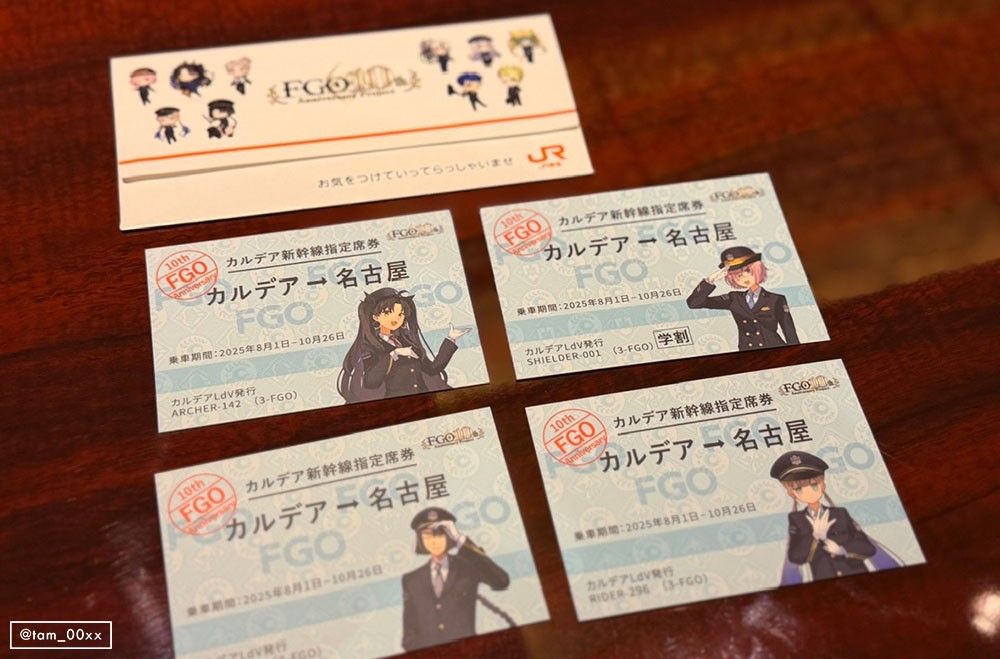 FGO 10th
Anniversary Project
お気をつけていってらっしゃいませ
JR
10th
FGO
Anniversary
カルデア新幹線指定席券
FGO 10th
カルデア→名古屋
FGO
乗車期間:2025年8月1日-10月26日
カルデアLdV発行
ARCHER-142 (3-FGO)
10th
FGO
Anniversary
カルデア新幹線指定席券
FGO 10th
カルデア→名古屋
FGO
乗車期間:2025年8月1日-10月26日
カルデアLdV発行
SHIELDER-001 (3-FGO)
学割
10th
FGO
Anniversary
カルデア新幹線指定席券
FGO 10th
カルデア→名古屋
FGO
乗車期間:2025年8月1日-10月26日
カルデアLdV発行
10th
FGO
Anniversary
カルデア新幹線指定席券
FGO 10th
カルデア→名古屋
FGO
乗車期間:2025年8月1日-10月26日
カルデアLdV発行
RIDER-296 (3-FGO)
@tam_00xx